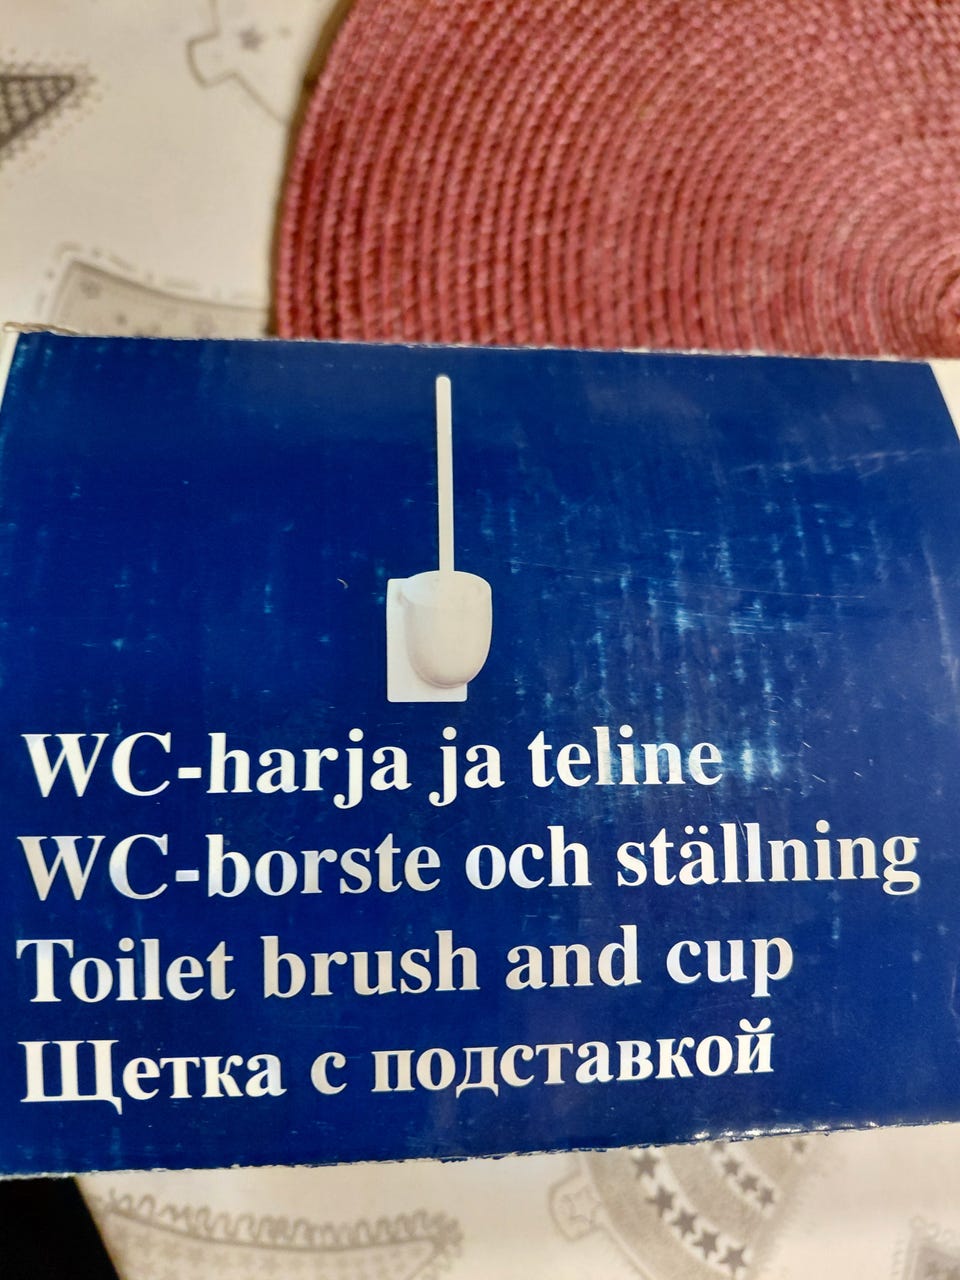 WC-harja ja teline
WC-borste och ställning
Toilet brush and cup
Щетка с подставкой